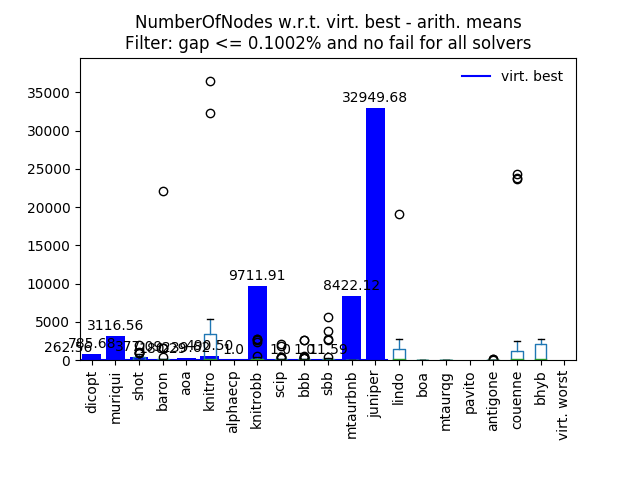 NumberOfNodes w.r.t. virt. best - arith. means
Filter: gap <= 0.1002% and no fail for all solvers
virt. best
35000
30000
25000
20000
15000
10000
5000
0
32949.68
9711.91
8422.12
3116.56
785.68
1.0
dicopt
muriqui
shot
baron
aoa
knitro
alphaecp
knitrobb
scip
bbb
sbb
mtaurbnb
juniper
lindo
boa
mtaurqg
pavito
antigone
couenne
bhyb
virt. worst